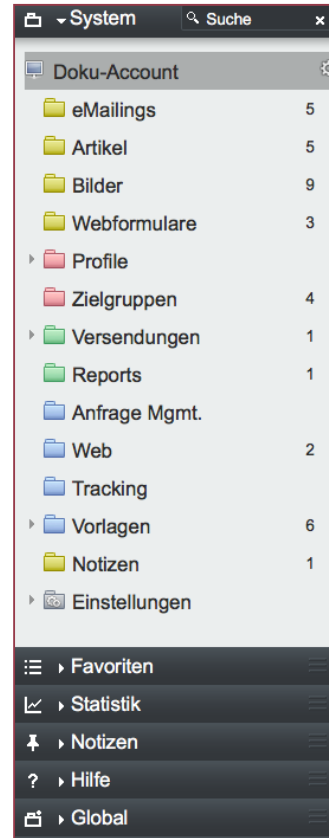 System Suche x
Doku-Account
eMailings 5
Artikel 5
Bilder 9
Webformulare 3
Profile
Zielgruppen 4
Versendungen 1
Reports 1
Anfrage Mgmt.
Web 2
Tracking
Vorlagen 6
Notizen 1
Einstellungen
Favoriten
Statistik
Notizen
? Hilfe
Global